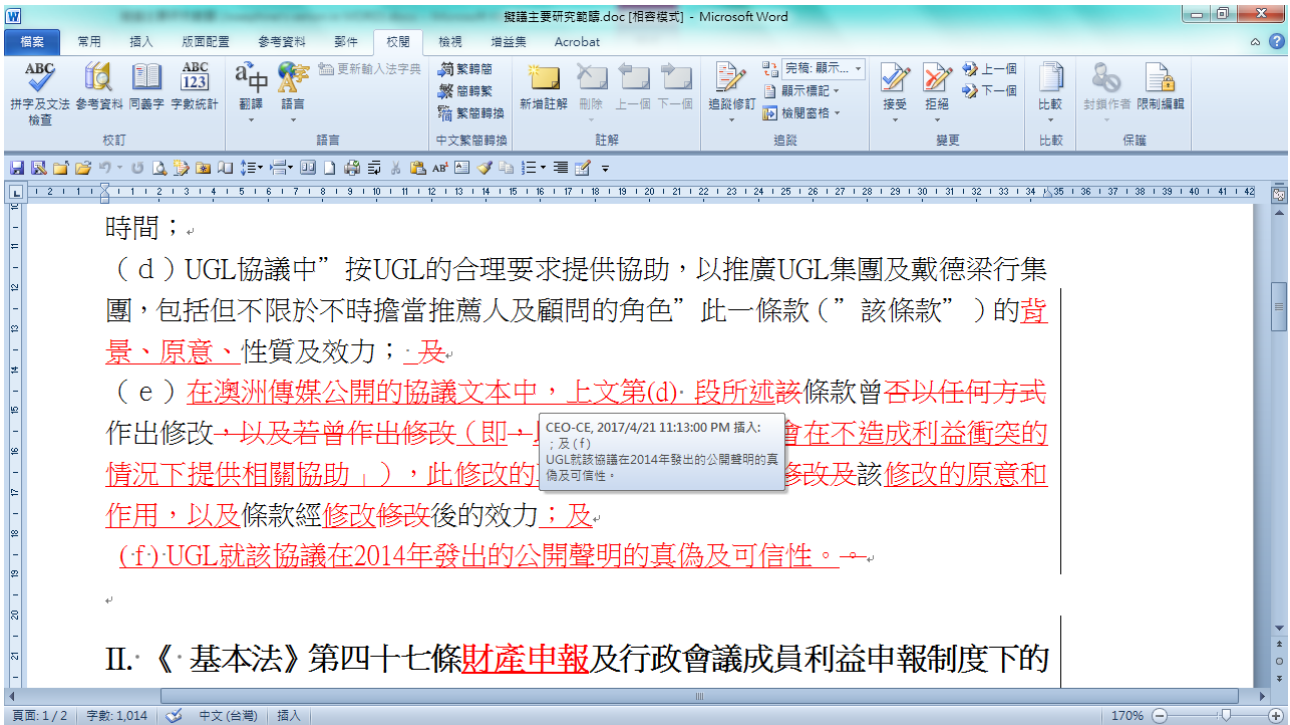 擬議主要研究範疇.doc [相容模式] - Microsoft Word
檔案 常用 插入 版面配置 參考資料 郵件 校閱 檢視 增益集 Acrobat
ABC 拼字及文法檢查 參考資料 同義字 ABC 123 字數統計 翻譯 語言 更新輸入法字典 繁轉簡 簡轉繁 繁簡轉換 新增註解 刪除 上一個 下一個 追蹤修訂 完稿: 顯示... 顯示標記 檢閱窗格 接受 拒絕 上一個 下一個 比較 封鎖作者 限制編輯
校訂 語言 中文繁簡轉換 註解 追蹤 變更 比較 保護
時間；
（ｄ）UGL協議中”按UGL的合理要求提供協助，以推廣UGL集團及戴德梁行集
團，包括但不限於不時擔當推薦人及顧問的角色”此一條款（”該條款”）的背
景、原意、性質及效力； 及
（ｅ）在澳洲傳媒公開的協議文本中，上文第(d) 段所述該條款曾否以任何方式
作出修改，以及若曾作出修改（即， 會在不造成利益衝突的
情況下提供相關協助」），此修改的 修改及該修改的原意和
作用，以及條款經修改修改後的效力；及
(f) UGL就該協議在2014年發出的公開聲明的真偽及可信性。。
CEO-CE, 2017/4/21 11:13:00 PM 插入:
；及 (f)
UGL就該協議在2014年發出的公開聲明的真
偽及可信性。
II. 《 基本法》第四十七條財產申報及行政會議成員利益申報制度下的
頁面: 1 / 2 字數: 1,014 中文 (台灣) 插入 170%